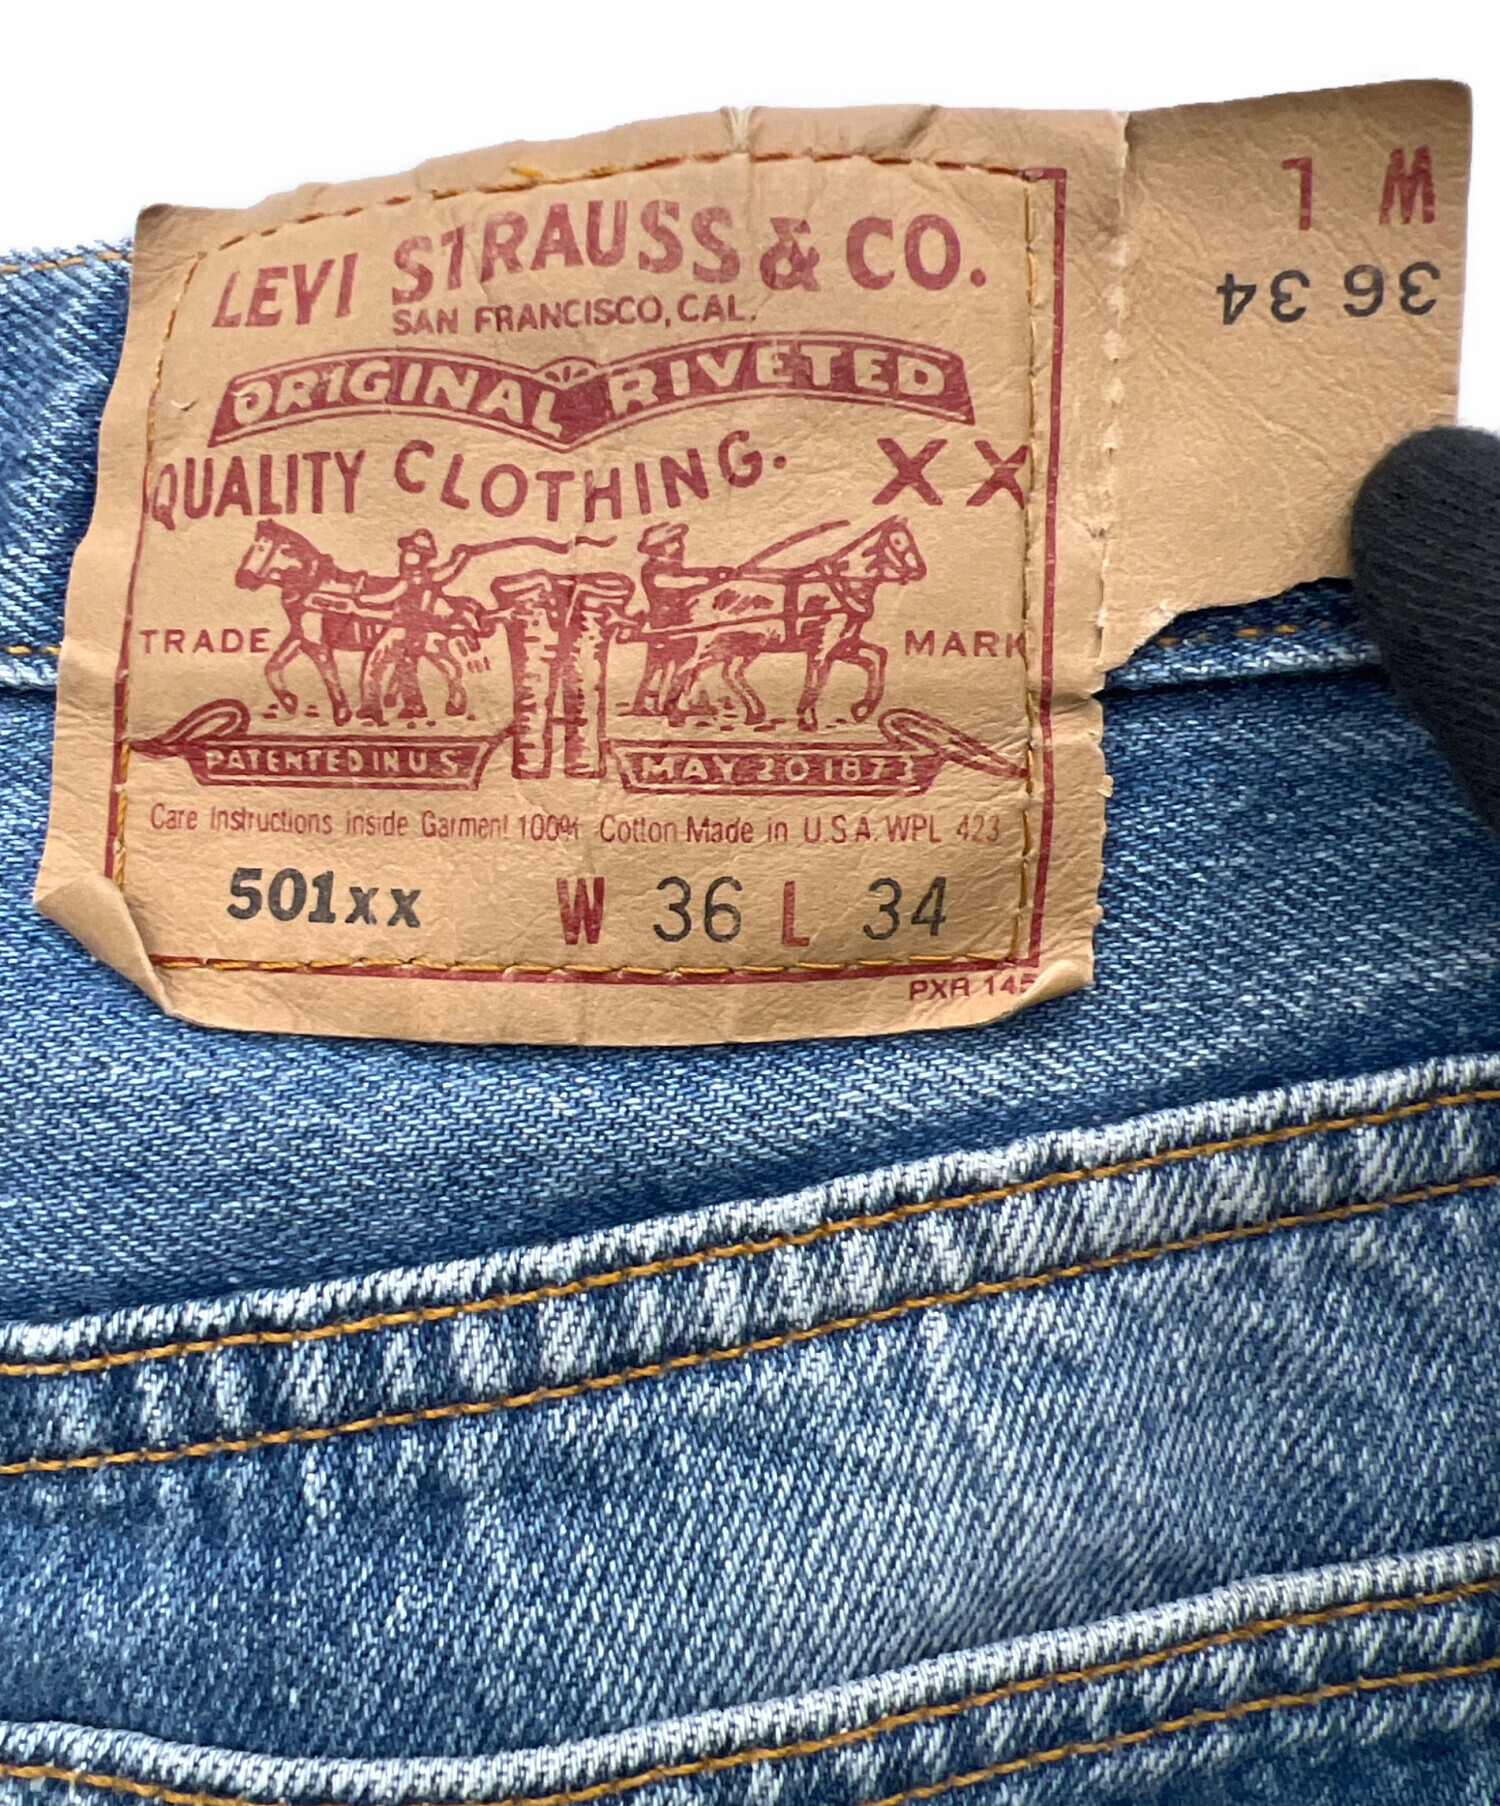 LEVI STRAUSS & CO.
SAN FRANCISCO, CAL.
ORIGINAL RIVETED
QUALITY CLOTHING. XX
TRADE MARK
PATENTED IN U.S. MAY 20 1873
Care Instructions inside Garment 100% Cotton Made in U.S.A. WPL 423
501xx W 36 L 34
PXR 145
W L
36 34